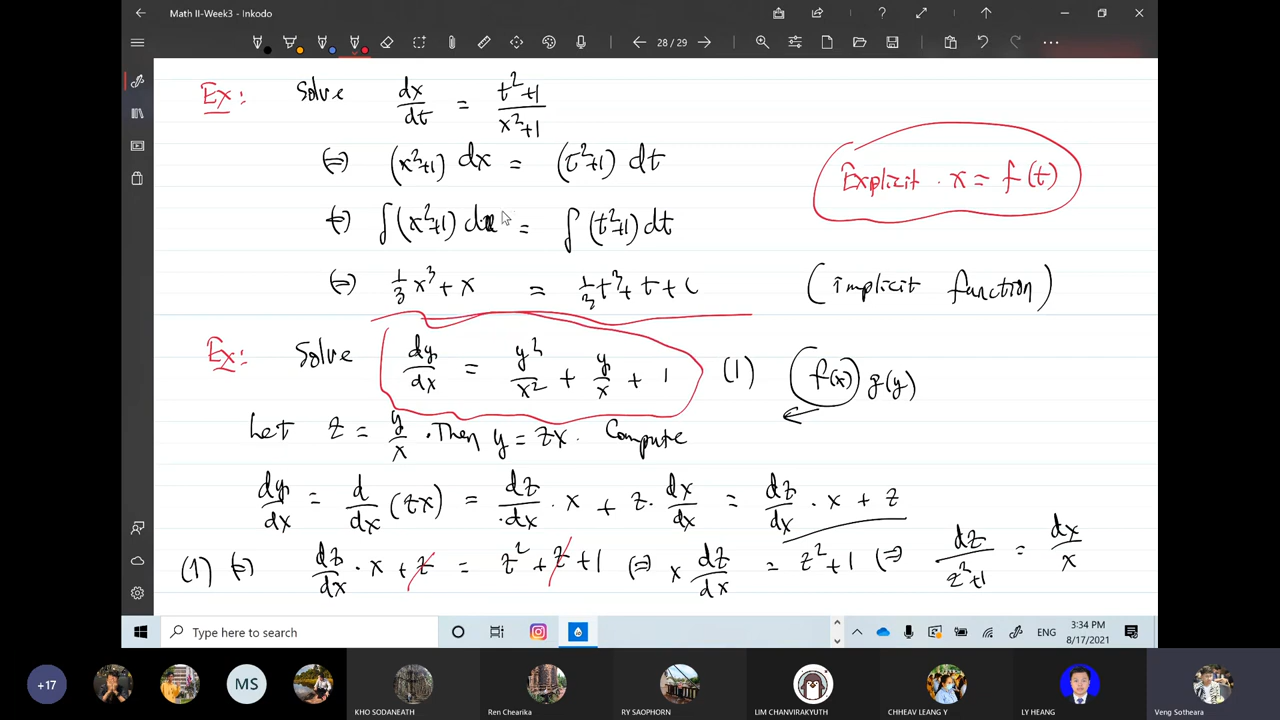 Math II-Week3 - Inkodo
28 / 29
Ex: Solve dx/dt = t²+1/x²+1
(⇔) (x²+1) dx = (t²+1) dt
(⇔) ∫(x²+1) dx = ∫(t²+1) dt
Explicit . x = f(t)
(⇔) 1/3 x³ + x = 1/3 t³ + t + C (implicit function)
Ex: Solve dy/dx = y²/x² + y/x + 1 (1) f(x) g(y)
Let z = y/x . Then y = zx . Compute
dy/dx = d/dx (zx) = dz/dx · x + z · dx/dx = dz/dx · x + z
(1) (⇔) dz/dx · x + z = z² + z + 1 (⇔) x dz/dx = z² + 1 (⇔) dz/z²+1 = dx/x
Type here to search
ENG
3:34 PM
8/17/2021
+17
MS
KHO SODANEATH
Ren Chearika
RY SAOPHORN
LIM CHANVIRAKYUTH
CHHEAV LEANG Y
LY HEANG
Veng Sotheara